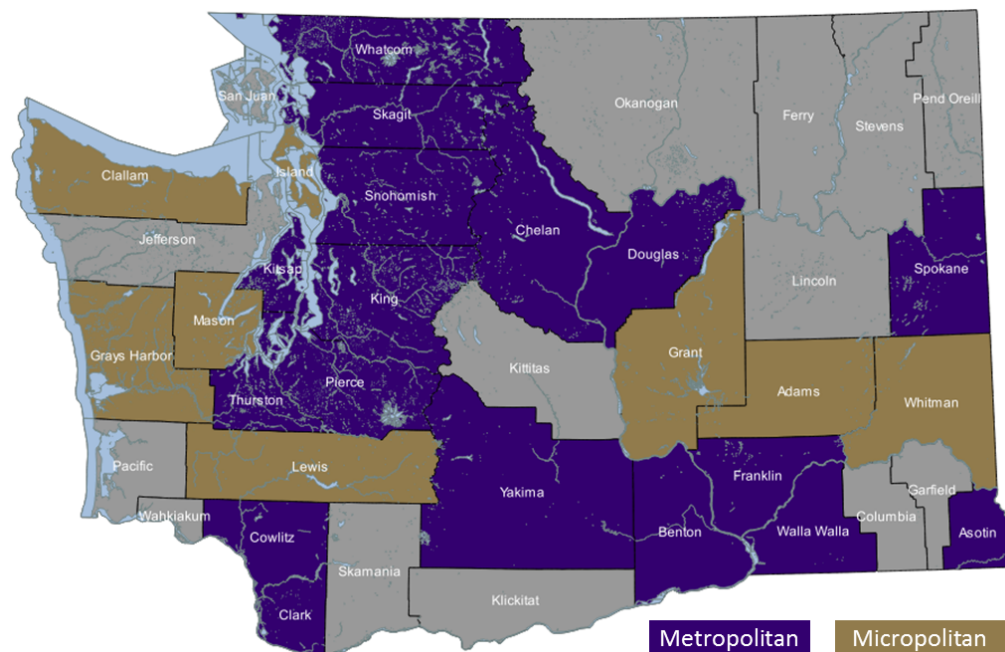 Whatcom
San Juan
Skagit
Okanogan
Ferry
Stevens
Pend Oreill
Clallam
Island
Snohomish
Jefferson
Chelan
Douglas
Kitsap
King
Lincoln
Spokane
Mason
Grays Harbor
Grant
Kittitas
Pierce
Thurston
Adams
Whitman
Pacific
Lewis
Yakima
Franklin
Garfield
Wahkiakum
Columbia
Cowlitz
Benton
Walla Walla
Asotin
Skamania
Klickitat
Clark
Metropolitan
Micropolitan